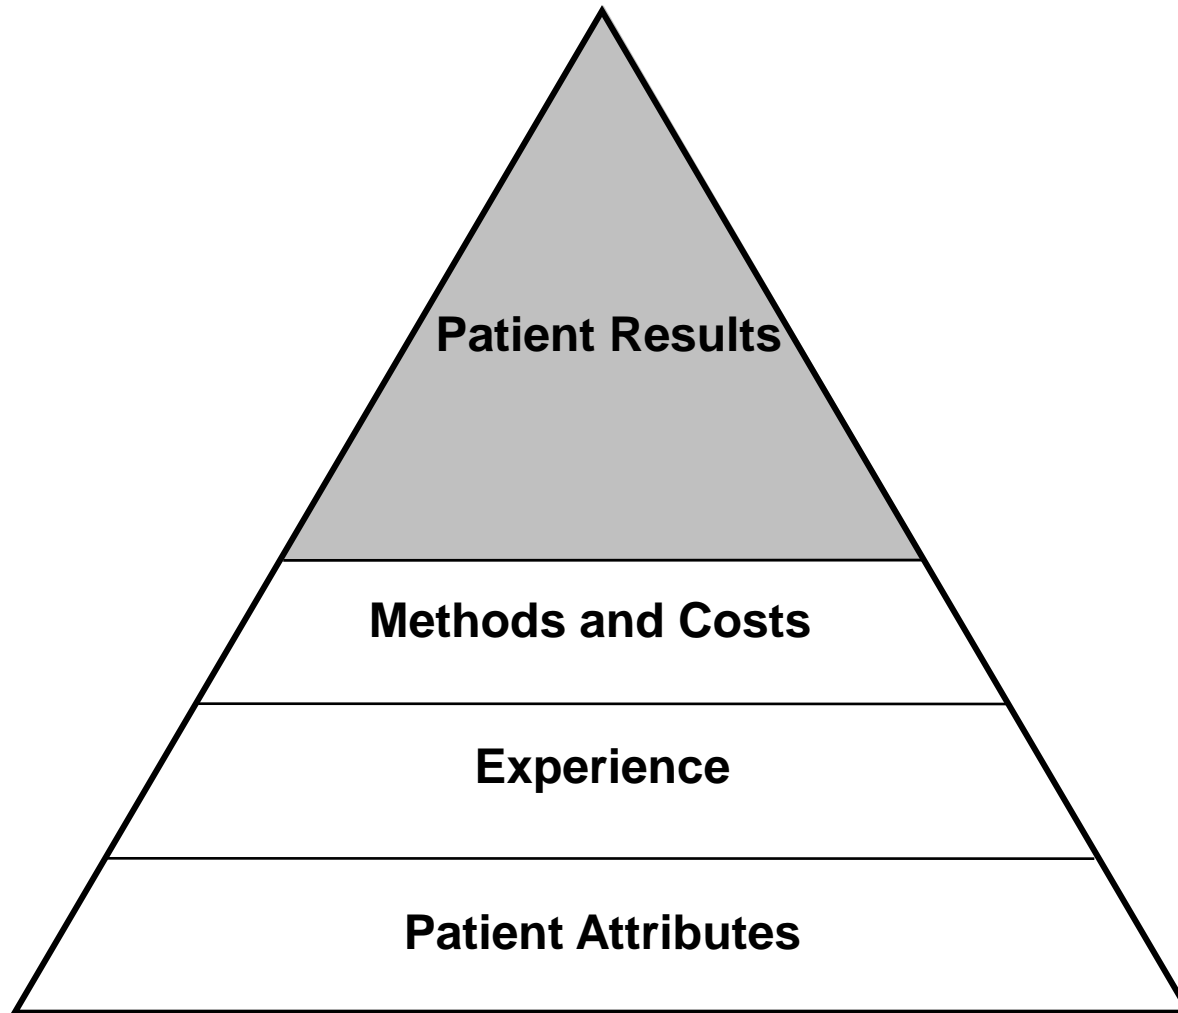 Patient Results
Methods and Costs
Experience
Patient Attributes